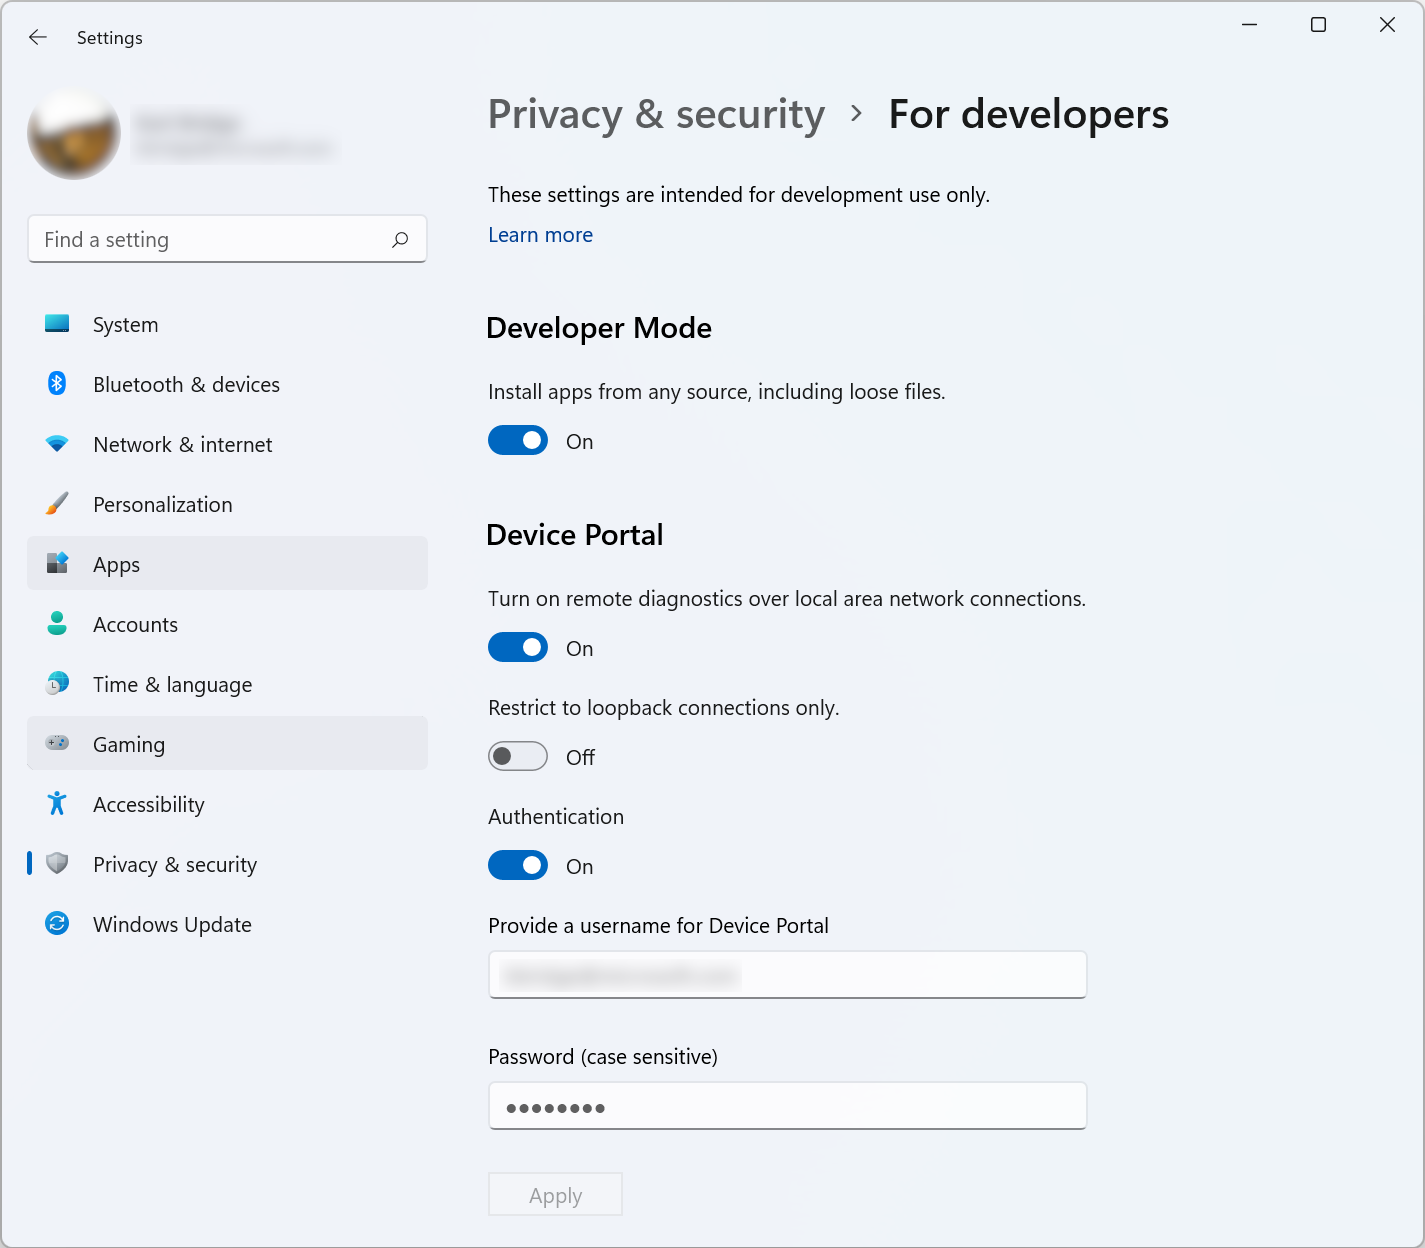 Settings
Find a setting
System
Bluetooth & devices
Network & internet
Personalization
Apps
Accounts
Time & language
Gaming
Accessibility
Privacy & security
Windows Update
Privacy & security > For developers
These settings are intended for development use only.
Learn more
Developer Mode
Install apps from any source, including loose files.
On
Device Portal
Turn on remote diagnostics over local area network connections.
On
Restrict to loopback connections only.
Off
Authentication
On
Provide a username for Device Portal
Password (case sensitive)
●●●●●●●●
Apply